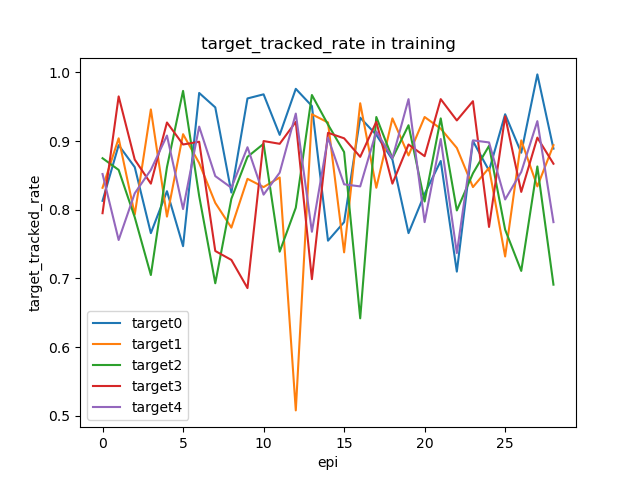 target_tracked_rate in training
target_tracked_rate
1.0
0.9
0.8
0.7
0.6
0.5
target0
target1
target2
target3
target4
0 5 10 15 20 25
epi